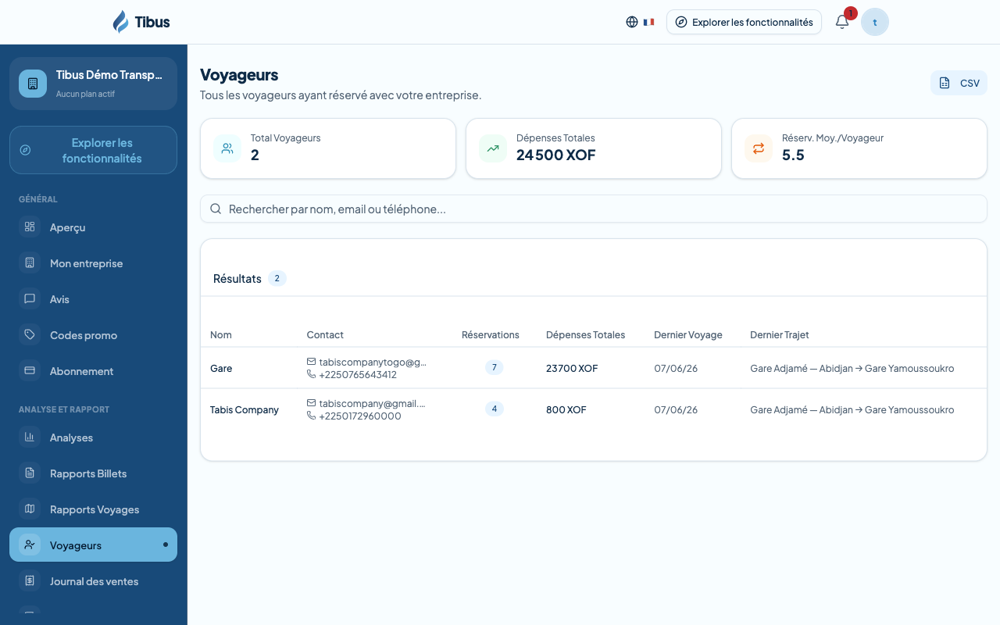 Tibus
Explorer les fonctionnalités
1
t
Tibus Démo Transp...
Aucun plan actif
Explorer les
fonctionnalités
GÉNÉRAL
Aperçu
Mon entreprise
Avis
Codes promo
Abonnement
ANALYSE ET RAPPORT
Analyses
Rapports Billets
Rapports Voyages
Voyageurs
Journal des ventes
Voyageurs
Tous les voyageurs ayant réservé avec votre entreprise.
CSV
Total Voyageurs
2
Dépenses Totales
24 500 XOF
Réserv. Moy./Voyageur
5.5
Rechercher par nom, email ou téléphone...
Résultats 2
Nom Contact Réservations Dépenses Totales Dernier Voyage Dernier Trajet
Gare tabiscompanytogo@g... +2250765643412 7 23 700 XOF 07/06/26 Gare Adjamé — Abidjan → Gare Yamoussoukro
Tabis Company tabiscompany@gmail.... +2250172960000 4 800 XOF 07/06/26 Gare Adjamé — Abidjan → Gare Yamoussoukro